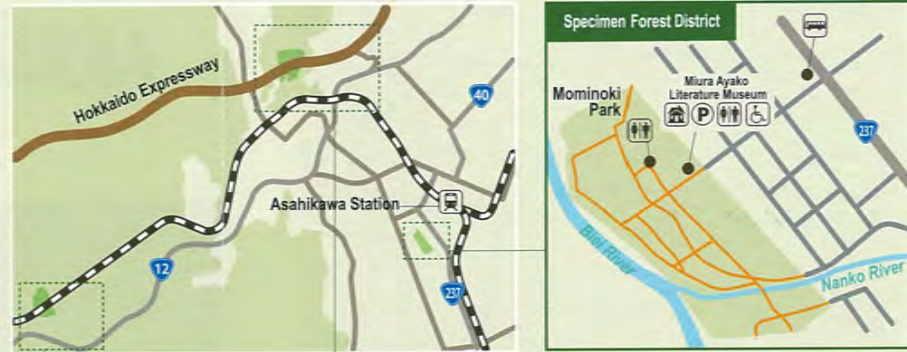 Hokkaido Expressway
40
Asahikawa Station
12
237
Specimen Forest District
Mominoki
Park
Miura Ayako
Literature Museum
P
237
Biei River
Nanko River